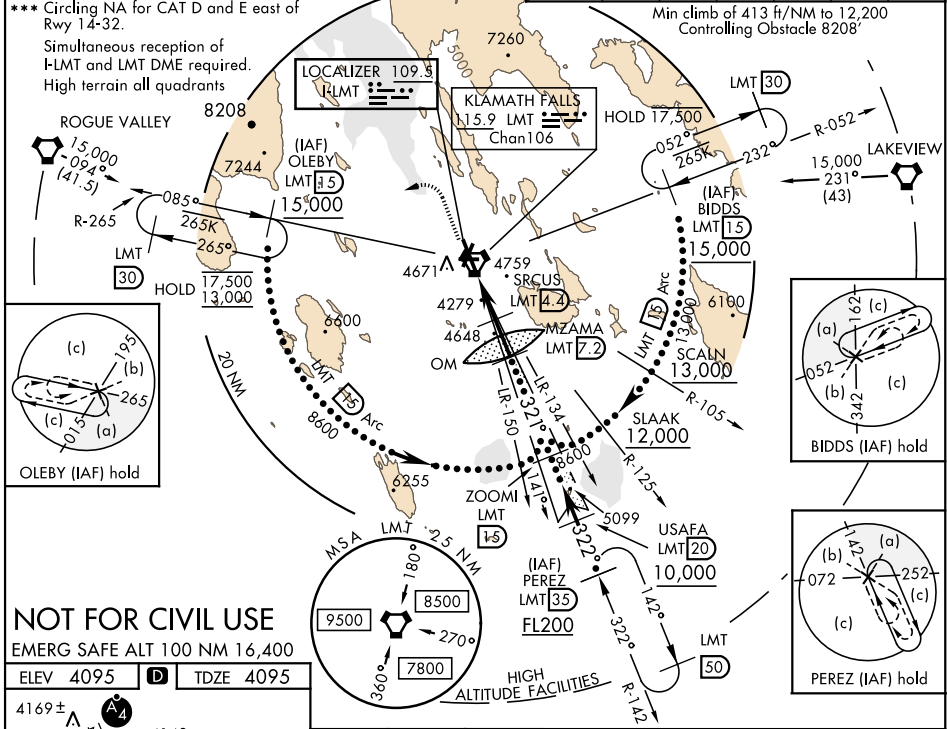 *** Circling NA for CAT D and E east of
Rwy 14-32.
Simultaneous reception of
I-LMT and LMT DME required.
High terrain all quadrants
Min climb of 413 ft/NM to 12,200
Controlling Obstacle 8208'
7260
5000
LOCALIZER 109.5
I-LMT
KLAMATH FALLS
115.9 LMT
Chan 106
HOLD 17,500
LMT 30
052°
265K
232°
R-052
LAKEVIEW
15,000
231°
(43)
ROGUE VALLEY
15,000
094°
(41.5)
8208
7244
(IAF)
OLEBY
LMT 15
15,000
085°
265K
265°
R-265
LMT
30
HOLD
17,500
13,000
(IAF)
BIDDS
LMT 15
15,000
4671
4759
SRCUS
LMT 4.4
4279
4648
OM
MZAMA
LMT 7.2
6600
6100
LMT 15 Arc
13,000
SCALN
13,000
R-105
SLAAK
12,000
R-125
LMT 15 Arc
8600
20 NM
LR-150
LR-134
321°
141°
8600
6255
ZOOMI
LMT
15
5099
USAFA
LMT 20
10,000
322°
(IAF)
PEREZ
LMT 35
FL200
142°
322°
R-142
LMT
50
(c)
195
(b)
265
(c)
015
(a)
OLEBY (IAF) hold
162
(c)
(a)
052
(b)
342
(c)
BIDDS (IAF) hold
142
(a)
(b)
072
252
(c)
(c)
PEREZ (IAF) hold
MSA LMT 25 NM
180°
8500
9500
270°
7800
360°
HIGH
ALTITUDE FACILITIES
NOT FOR CIVIL USE
EMERG SAFE ALT 100 NM 16,400
ELEV 4095 D TDZE 4095
4169±
A4